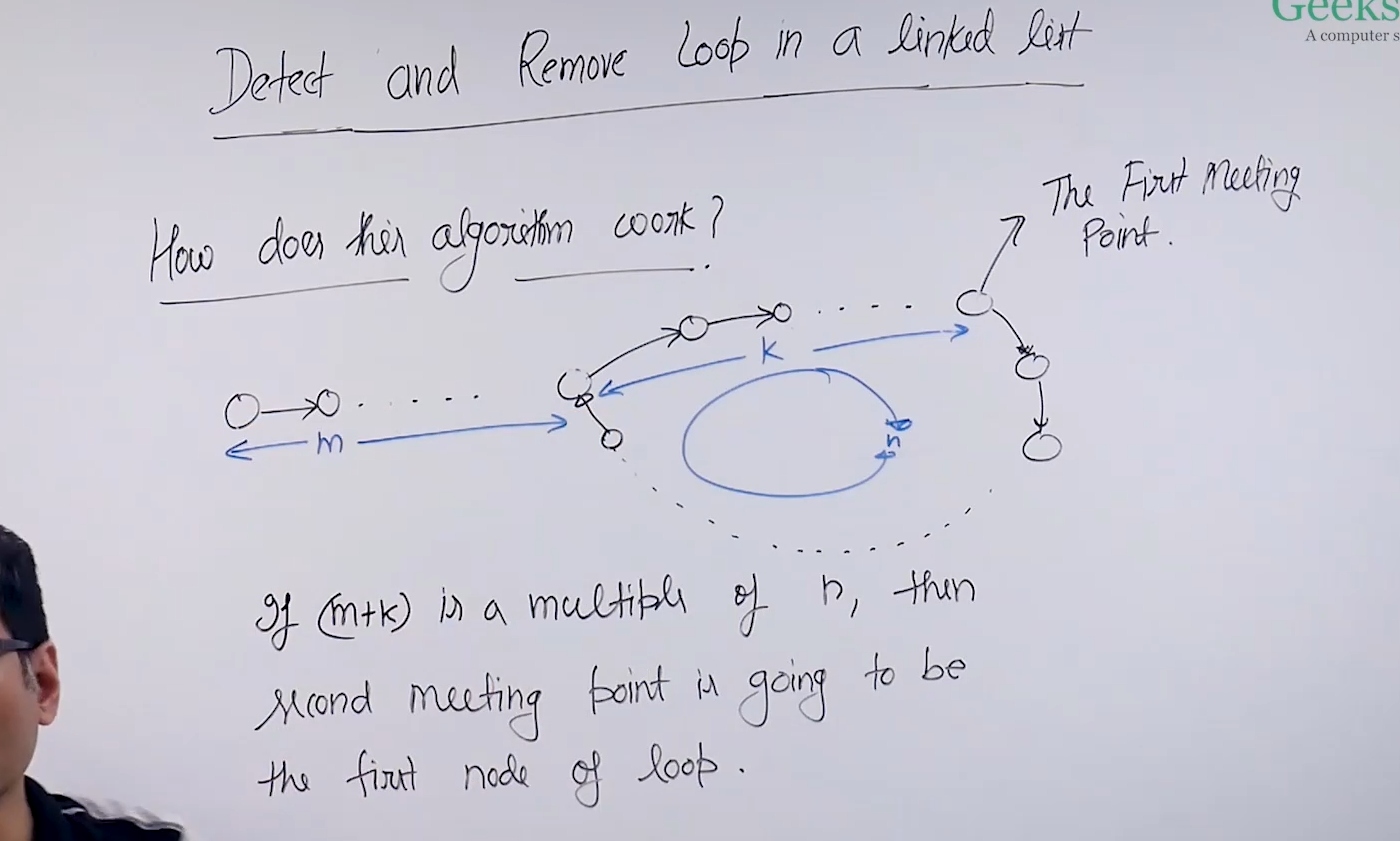 Geeks
A computer s
Detect and Remove Loop in a linked list
How does this algorithm work?
The First Meeting
Point.
K
m
n
If (m+k) is a multiple of n, then
second meeting point is going to be
the first node of loop.